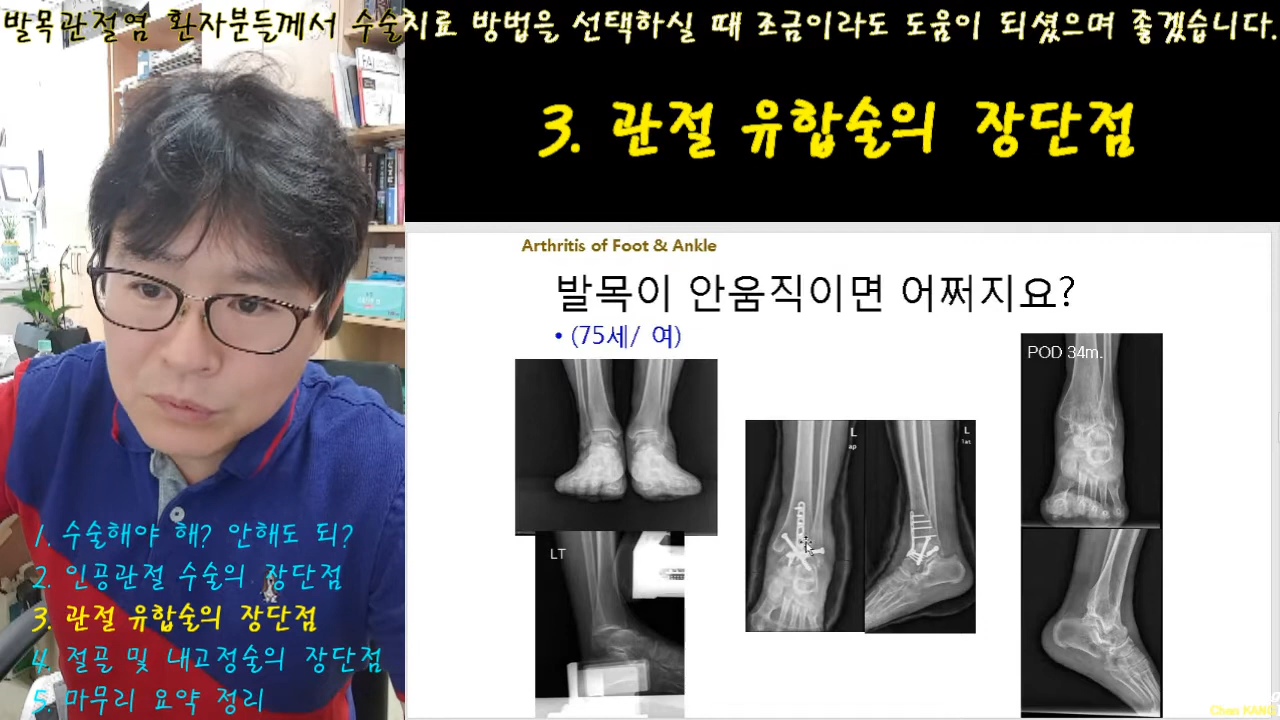 발목관절염 환자분들께서 수술치료 방법을 선택하실 때 조금이라도 도움이 되셨으며 좋겠습니다.
3. 관절 유합술의 장단점
Arthritis of Foot & Ankle
발목이 안움직이면 어쩌지요?
• (75세/ 여)
POD 34m.
L
ap
L
lat
LT
1. 수술해야 해? 안해도 되?
2. 인공관절 수술의 장단점
3. 관절 유합술의 장단점
4. 절골 및 내고정술의 장단점
5. 마무리 요약 정리